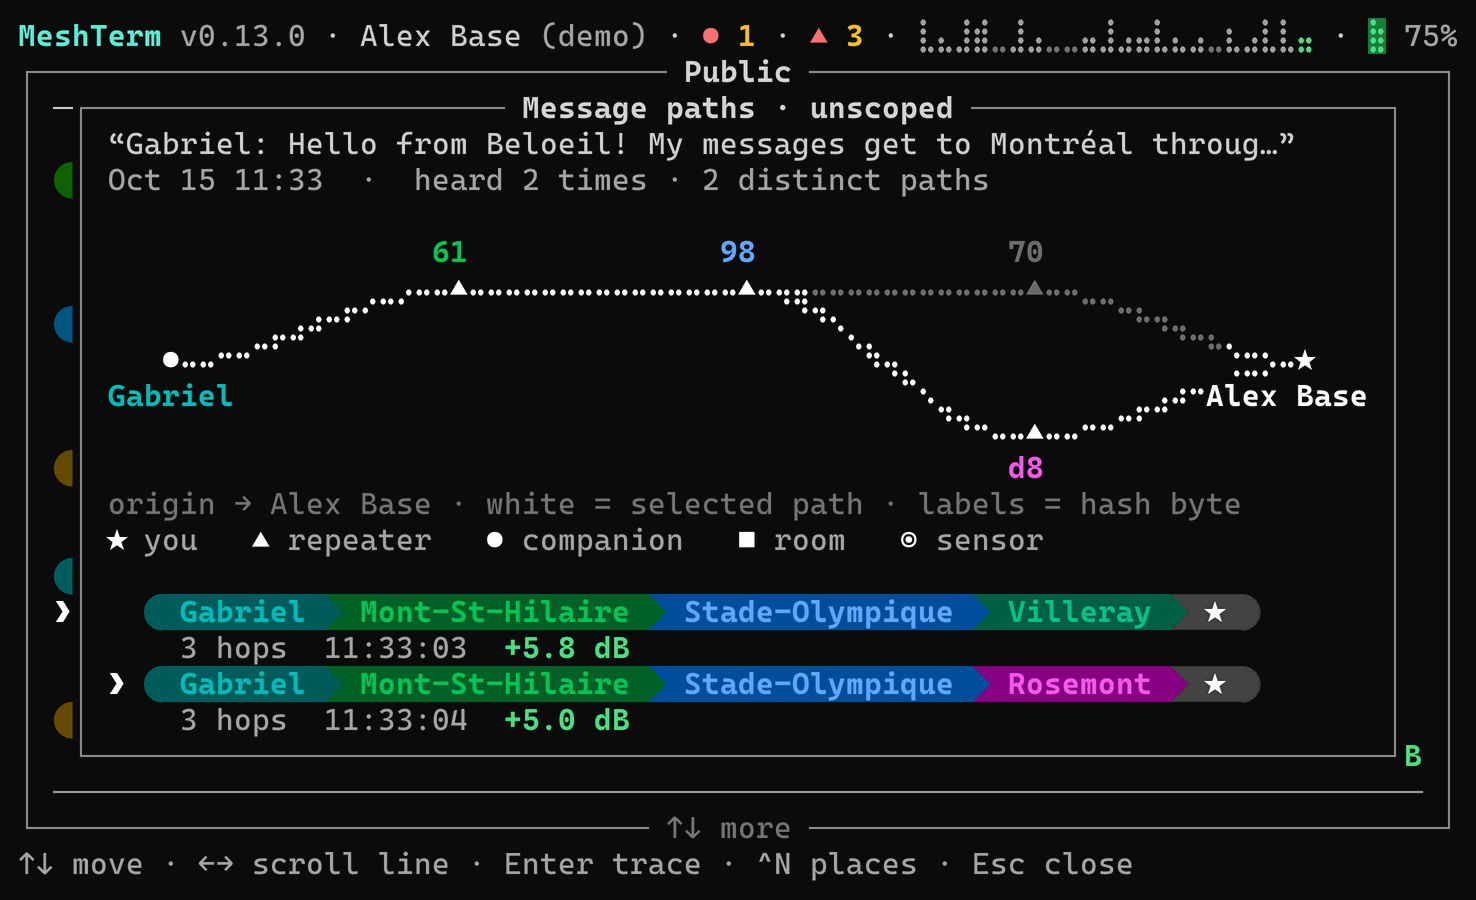 MeshTerm v0.13.0 · Alex Base (demo) · ● 1 · ▲ 3 · 75%
Public
Message paths · unscoped
“Gabriel: Hello from Beloeil! My messages get to Montréal throug…”
Oct 15 11:33 · heard 2 times · 2 distinct paths
61 98 70
Gabriel Alex Base
d8
origin → Alex Base · white = selected path · labels = hash byte
★ you ▲ repeater ● companion ■ room ◉ sensor
❯ Gabriel Mont-St-Hilaire Stade-Olympique Villeray ★
3 hops 11:33:03 +5.8 dB
❯ Gabriel Mont-St-Hilaire Stade-Olympique Rosemont ★
3 hops 11:33:04 +5.0 dB
B
↑↓ more
↑↓ move · ←→ scroll line · Enter trace · ^N places · Esc close